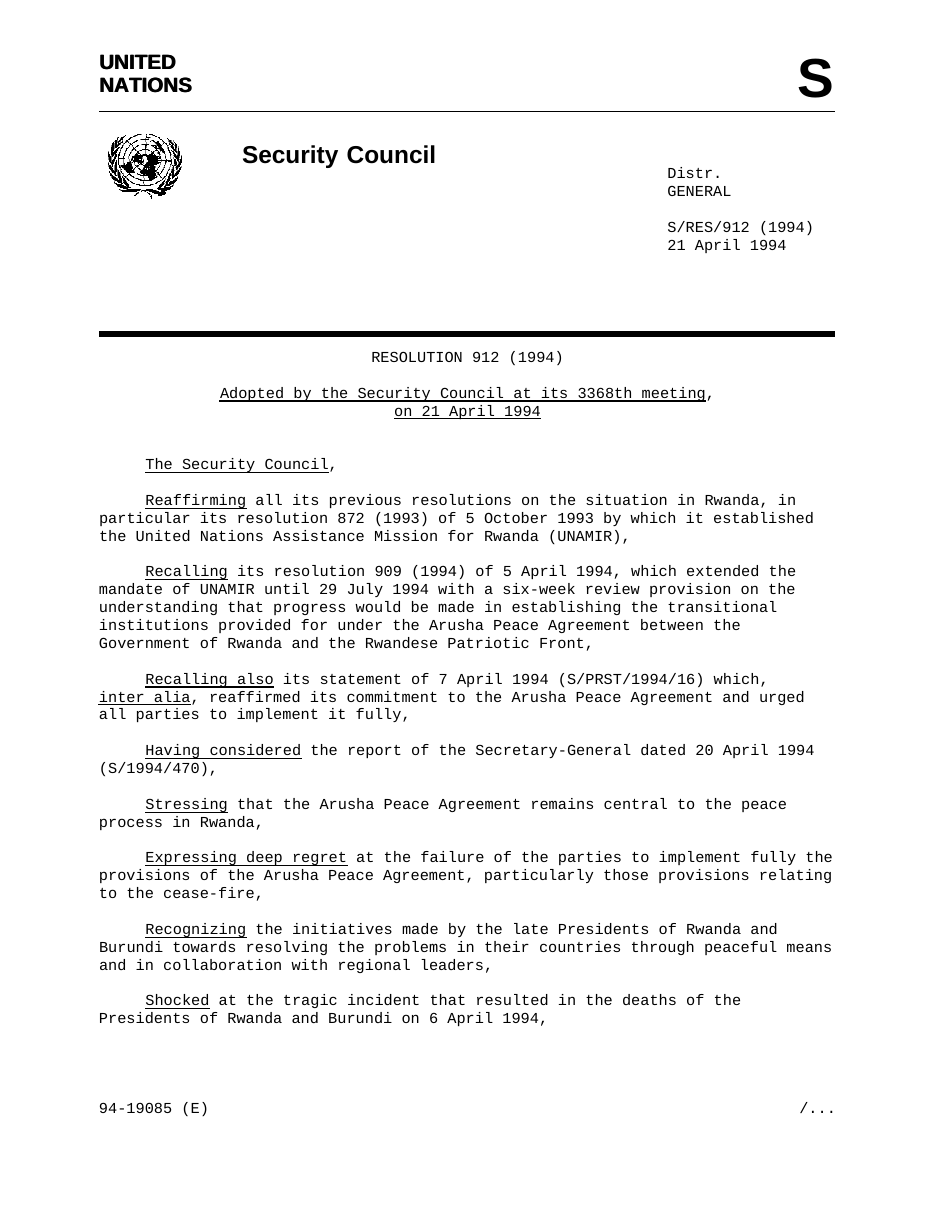 UNITED
NATIONS
S
Security Council
Distr.
GENERAL
S/RES/912 (1994)
21 April 1994
RESOLUTION 912 (1994)
Adopted by the Security Council at its 3368th meeting,
on 21 April 1994
The Security Council,
Reaffirming all its previous resolutions on the situation in Rwanda, in
particular its resolution 872 (1993) of 5 October 1993 by which it established
the United Nations Assistance Mission for Rwanda (UNAMIR),
Recalling its resolution 909 (1994) of 5 April 1994, which extended the
mandate of UNAMIR until 29 July 1994 with a six-week review provision on the
understanding that progress would be made in establishing the transitional
institutions provided for under the Arusha Peace Agreement between the
Government of Rwanda and the Rwandese Patriotic Front,
Recalling also its statement of 7 April 1994 (S/PRST/1994/16) which,
inter alia, reaffirmed its commitment to the Arusha Peace Agreement and urged
all parties to implement it fully,
Having considered the report of the Secretary-General dated 20 April 1994
(S/1994/470),
Stressing that the Arusha Peace Agreement remains central to the peace
process in Rwanda,
Expressing deep regret at the failure of the parties to implement fully the
provisions of the Arusha Peace Agreement, particularly those provisions relating
to the cease-fire,
Recognizing the initiatives made by the late Presidents of Rwanda and
Burundi towards resolving the problems in their countries through peaceful means
and in collaboration with regional leaders,
Shocked at the tragic incident that resulted in the deaths of the
Presidents of Rwanda and Burundi on 6 April 1994,
94-19085 (E)
/...